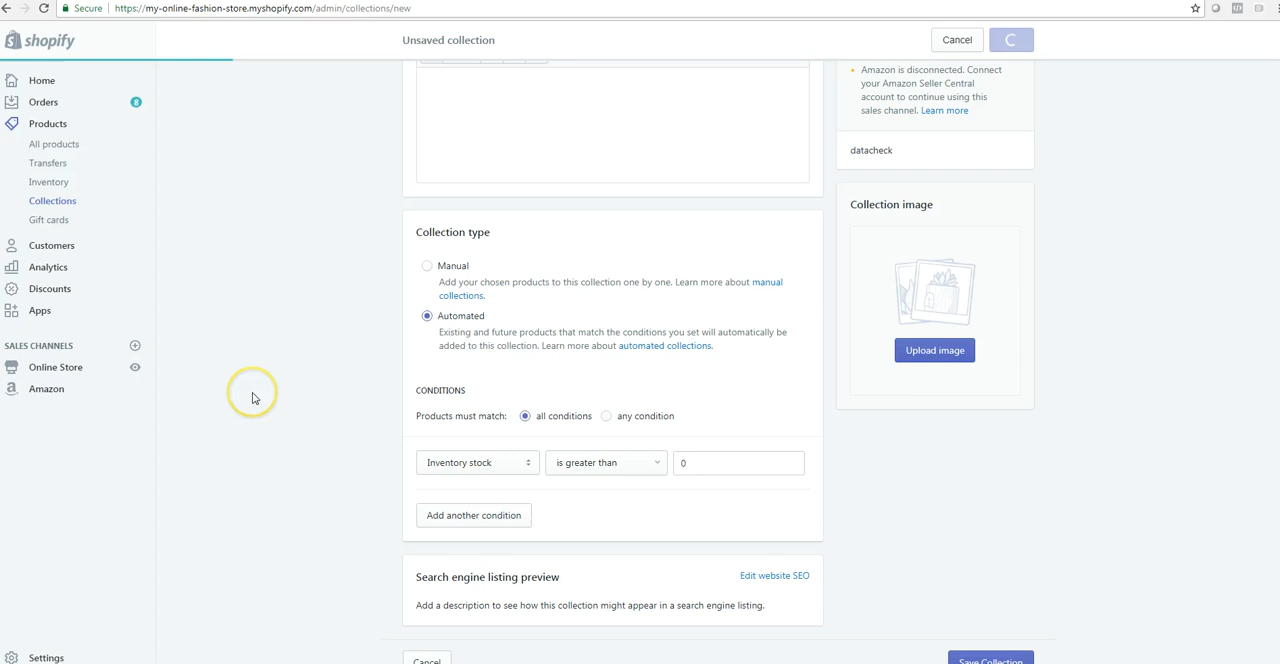 Secure https://my-online-fashion-store.myshopify.com/admin/collections/new
shopify
Unsaved collection
Cancel
Home
Orders 8
Products
All products
Transfers
Inventory
Collections
Gift cards
Customers
Analytics
Discounts
Apps
SALES CHANNELS
Online Store
Amazon
Settings
Collection type
Manual
Add your chosen products to this collection one by one. Learn more about manual
collections.
Automated
Existing and future products that match the conditions you set will automatically be
added to this collection. Learn more about automated collections.
CONDITIONS
Products must match: all conditions any condition
Inventory stock is greater than 0
Add another condition
Search engine listing preview Edit website SEO
Add a description to see how this collection might appear in a search engine listing.
Cancel
Save Collection
Amazon is disconnected. Connect
your Amazon Seller Central
account to continue using this
sales channel. Learn more
datacheck
Collection image
Upload image